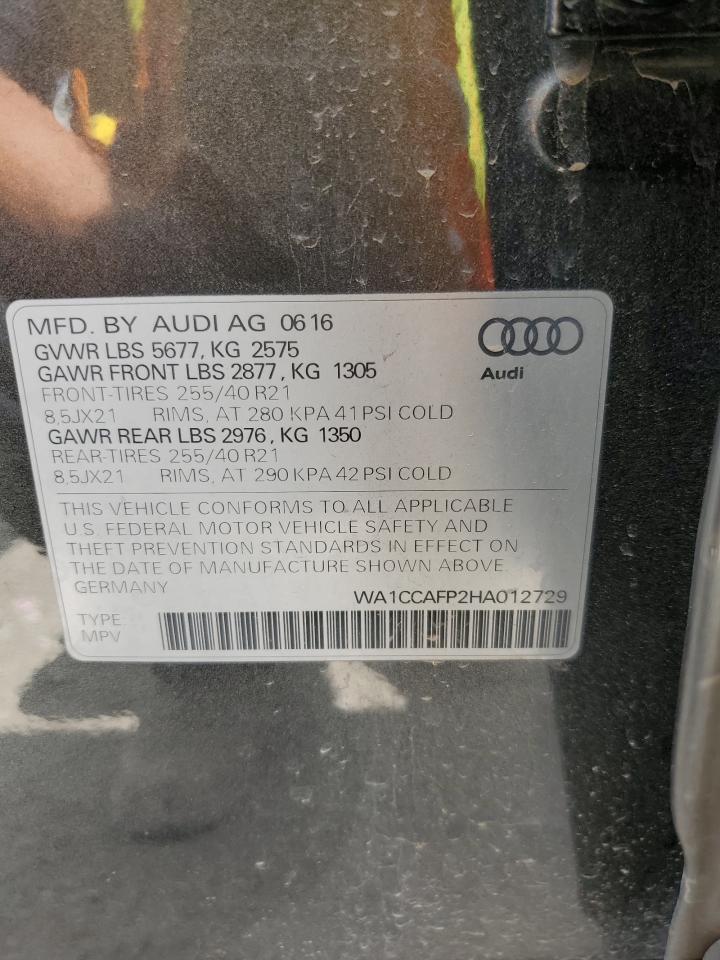 MFD. BY AUDI AG 06 16
GVWR LBS 5677, KG 2575
GAWR FRONT LBS 2877, KG 1305
FRONT-TIRES 255/40 R21
8,5JX21 RIMS, AT 280 KPA 41 PSI COLD
GAWR REAR LBS 2976, KG 1350
REAR-TIRES 255/40 R21
8,5JX21 RIMS, AT 290 KPA 42 PSI COLD
Audi
THIS VEHICLE CONFORMS TO ALL APPLICABLE
U.S. FEDERAL MOTOR VEHICLE SAFETY AND
THEFT PREVENTION STANDARDS IN EFFECT ON
THE DATE OF MANUFACTURE SHOWN ABOVE.
GERMANY WA1CCAFP2HA012729
TYPE
MPV